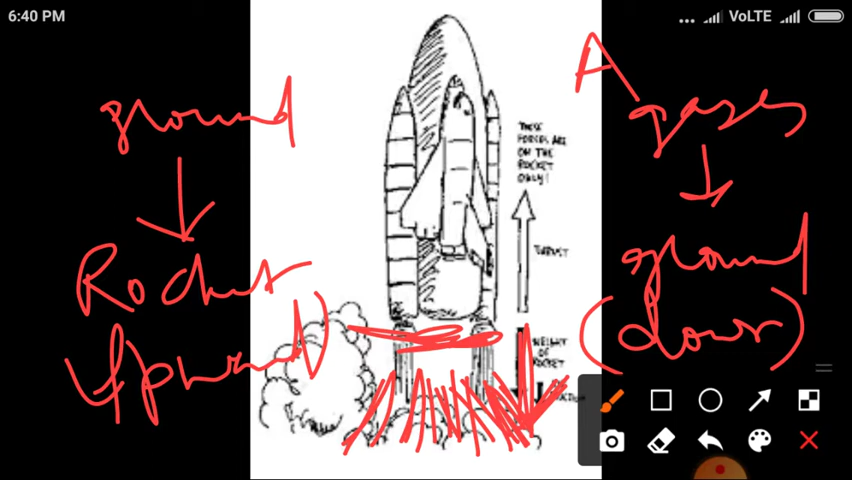 6:40 PM
VoLTE
A
ground
gases
THESE
FORCES ARE
ON THE
ROCKET
ONLY!
THRUST
Rocket
ground
(down)
(Upward)
WEIGHT
OF
ROCKET